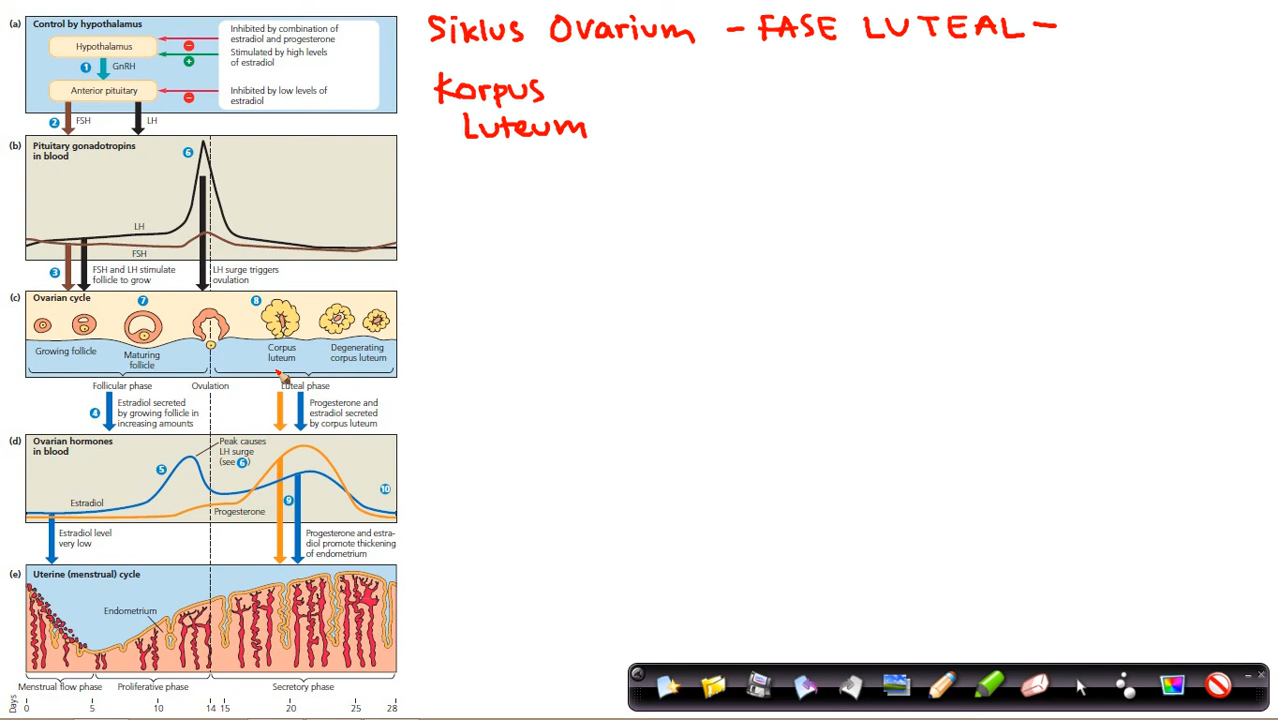 Siklus Ovarium - FASE LUTEAL -
Korpus
Luteum
(a)
Control by hypothalamus
Hypothalamus
Inhibited by combination of
estradiol and progesterone
Stimulated by high levels
of estradiol
1
GnRH
Anterior pituitary
Inhibited by low levels of
estradiol
2
FSH
LH
(b)
Pituitary gonadotropins
in blood
6
LH
FSH
3
FSH and LH stimulate
follicle to grow
LH surge triggers
ovulation
(c)
Ovarian cycle
7
8
Growing follicle
Maturing
follicle
Corpus
luteum
Degenerating
corpus luteum
Follicular phase
Ovulation
Luteal phase
4
Estradiol secreted
by growing follicle in
increasing amounts
Progesterone and
estradiol secreted
by corpus luteum
(d)
Ovarian hormones
in blood
Peak causes
LH surge
(see 6)
5
10
Estradiol
Progesterone
9
Estradiol level
very low
Progesterone and estra-
diol promote thickening
of endometrium
(e)
Uterine (menstrual) cycle
Endometrium
Menstrual flow phase
Proliferative phase
Secretory phase
Days
0 5 10 14 15 20 25 28